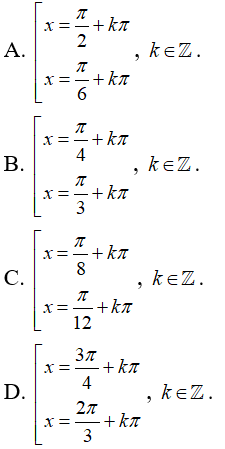 A. [x = π/2 + kπ
x = π/6 + kπ , k ∈ ℤ.
B. [x = π/4 + kπ
x = π/3 + kπ , k ∈ ℤ.
C. [x = π/8 + kπ
x = π/12 + kπ , k ∈ ℤ.
D. [x = 3π/4 + kπ
x = 2π/3 + kπ , k ∈ ℤ.